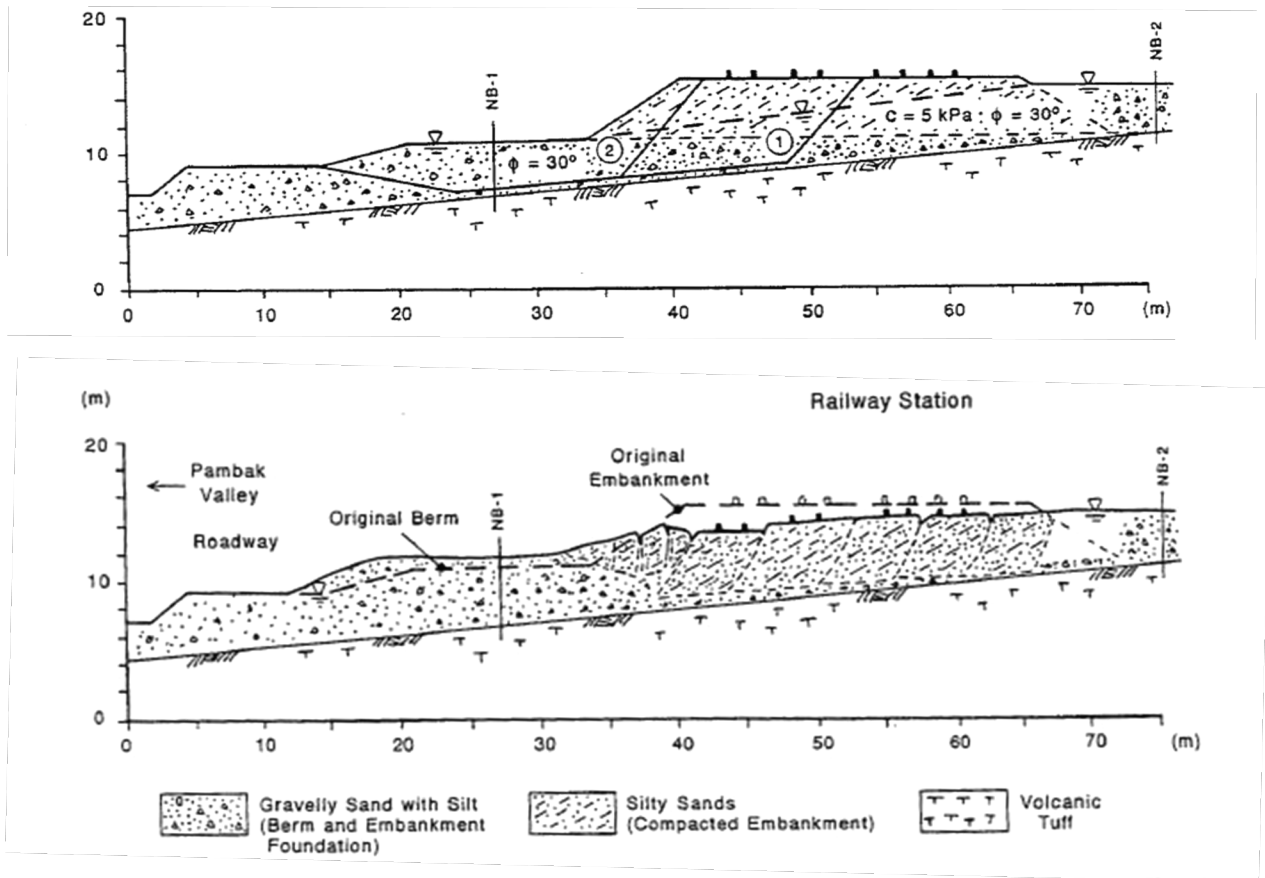 20
10
0
NB-1
NB-2
2
1
ϕ = 30º
C = 5 kPa ; ϕ = 30º
0 10 20 30 40 50 60 70 (m)
(m)
Railway Station
20
10
0
Pambak
Valley
Roadway
Original Berm
Original
Embankment
NB-1
NB-2
0 10 20 30 40 50 60 70 (m)
Gravelly Sand with Silt
(Berm and Embankment
Foundation)
Silty Sands
(Compacted Embankment)
Volcanic
Tuff